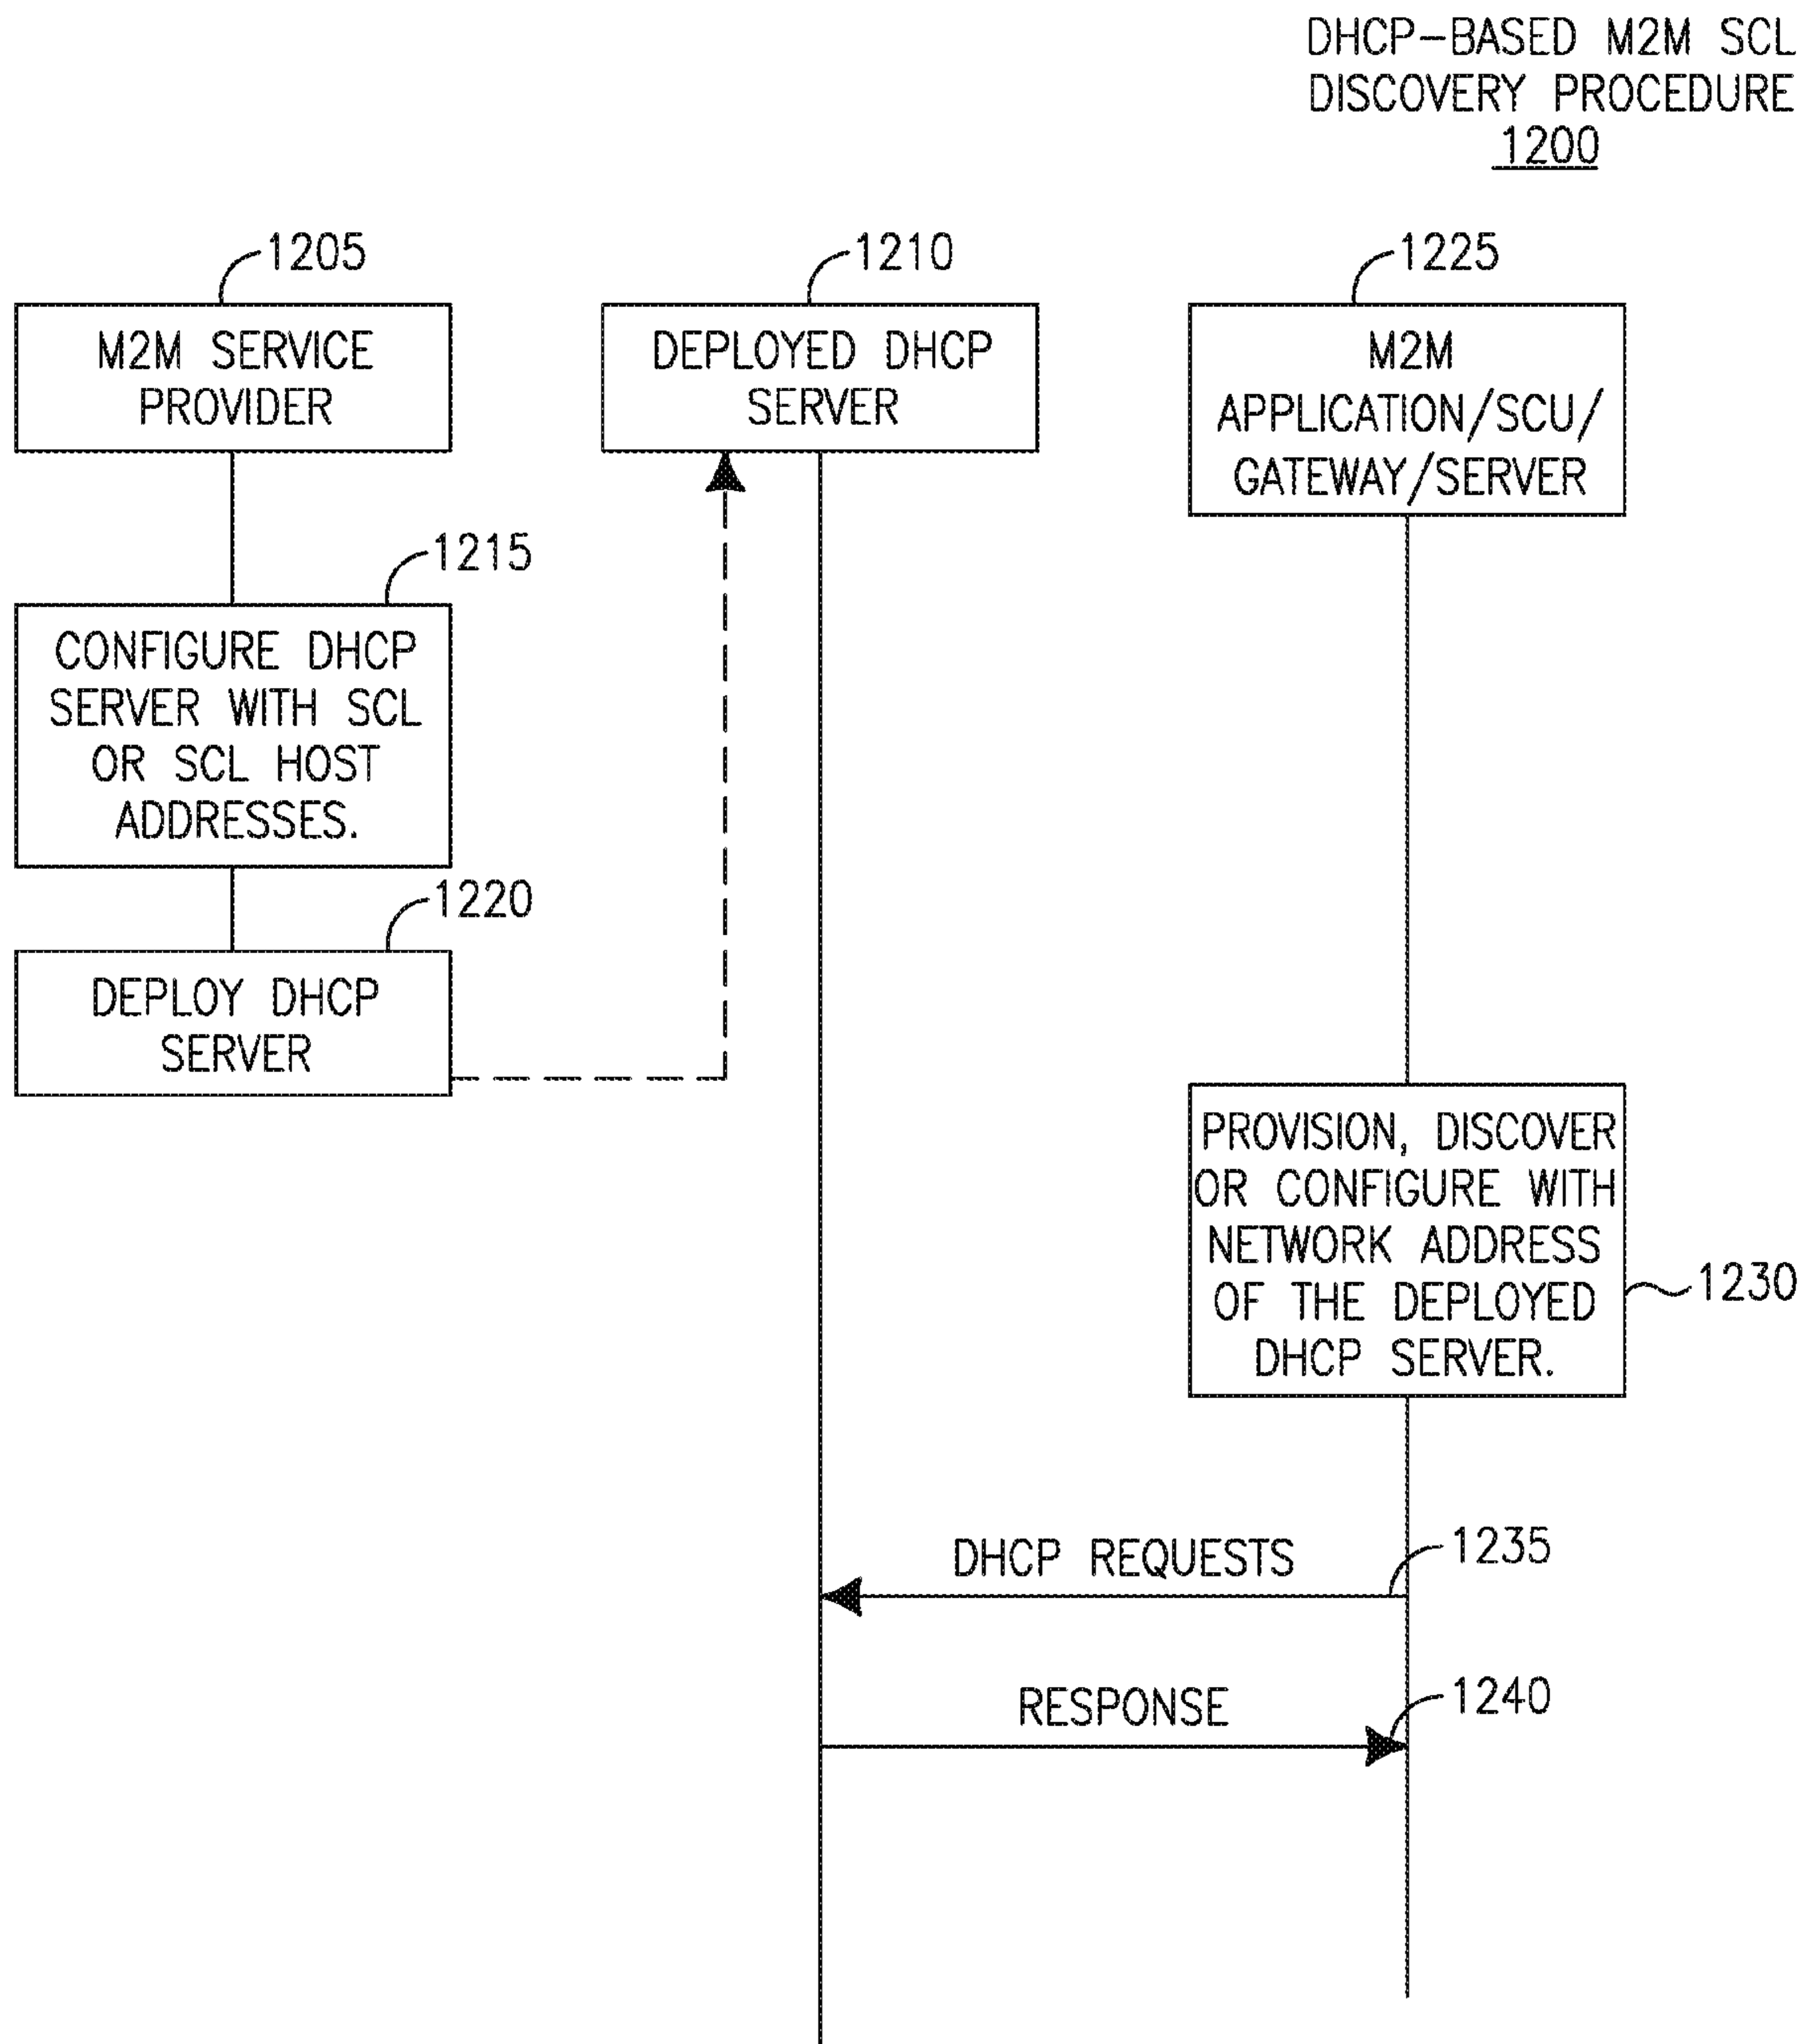 DHCP-BASED M2M SCL
DISCOVERY PROCEDURE
1200
1205
1210
1225
M2M SERVICE
PROVIDER
DEPLOYED DHCP
SERVER
M2M
APPLICATION/SCU/
GATEWAY/SERVER
1215
CONFIGURE DHCP
SERVER WITH SCL
OR SCL HOST
ADDRESSES.
1220
DEPLOY DHCP
SERVER
PROVISION, DISCOVER
OR CONFIGURE WITH
NETWORK ADDRESS
OF THE DEPLOYED
DHCP SERVER.
1230
DHCP REQUESTS
1235
RESPONSE
1240